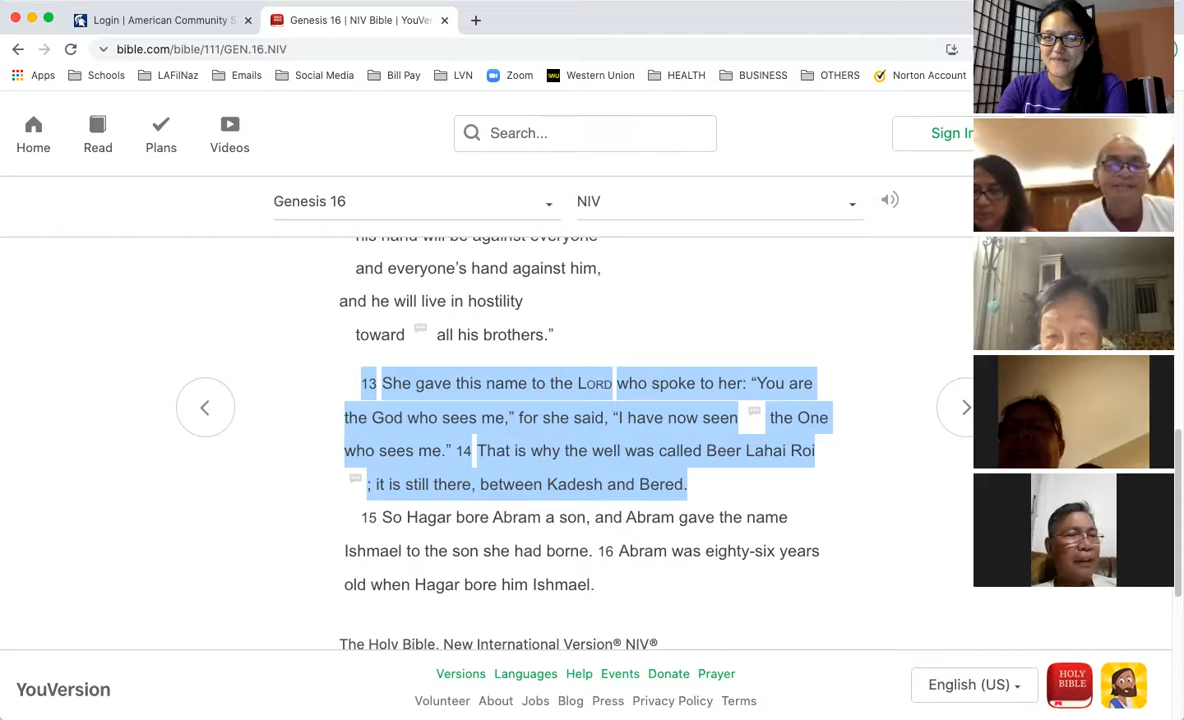 Login | American Community S
Genesis 16 | NIV Bible | YouVer
bible.com/bible/111/GEN.16.NIV
Apps Schools LAFilNaz Emails Social Media Bill Pay LVN Zoom WU Western Union HEALTH BUSINESS OTHERS Norton Account
Home Read Plans Videos
Search...
Sign In
Genesis 16
NIV
his hand will be against everyone
and everyone’s hand against him,
and he will live in hostility
toward all his brothers.”
13 She gave this name to the LORD who spoke to her: “You are
the God who sees me,” for she said, “I have now seen the One
who sees me.” 14 That is why the well was called Beer Lahai Roi
; it is still there, between Kadesh and Bered.
15 So Hagar bore Abram a son, and Abram gave the name
Ishmael to the son she had borne. 16 Abram was eighty-six years
old when Hagar bore him Ishmael.
The Holy Bible, New International Version® NIV®
YouVersion
Versions Languages Help Events Donate Prayer
Volunteer About Jobs Blog Press Privacy Policy Terms
English (US)
HOLY
BIBLE